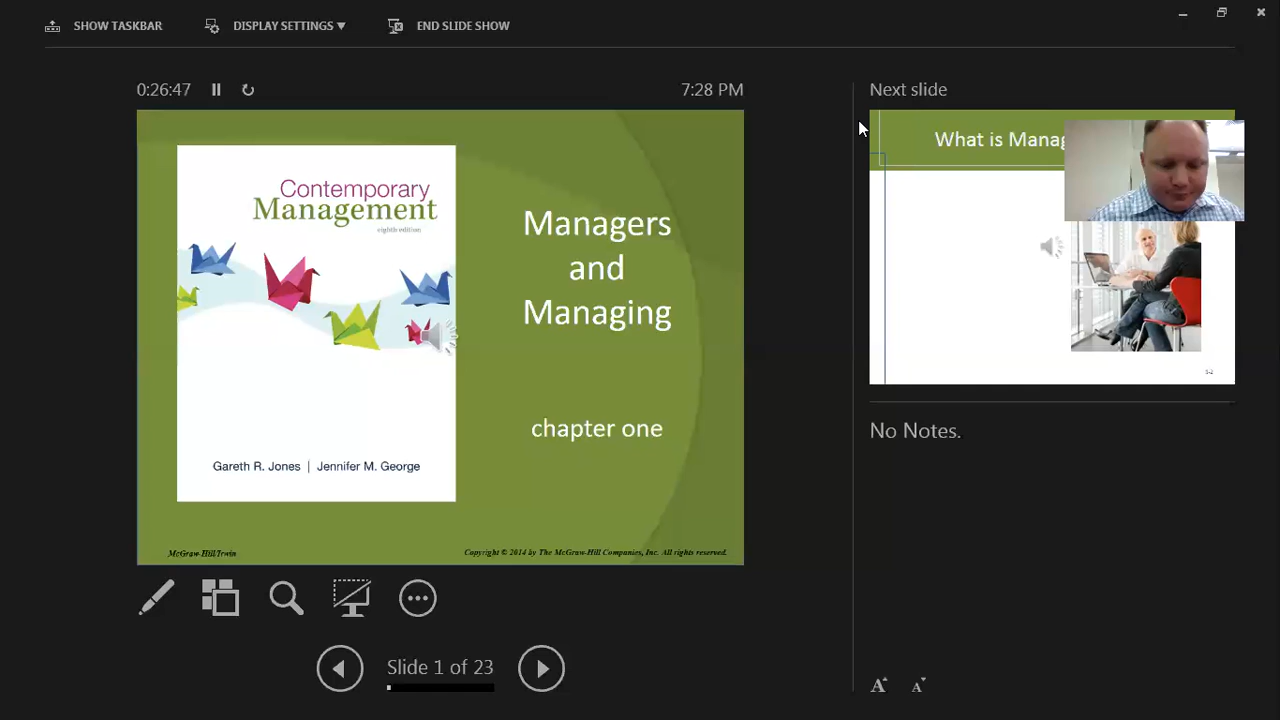 SHOW TASKBAR
DISPLAY SETTINGS
END SLIDE SHOW
0:26:47
7:28 PM
Next slide
Contemporary
Management
eighth edition
Managers
and
Managing
chapter one
Gareth R. Jones | Jennifer M. George
McGraw-Hill/Irwin
Copyright © 2014 by The McGraw-Hill Companies, Inc. All rights reserved.
What is Manag
1-2
No Notes.
Slide 1 of 23